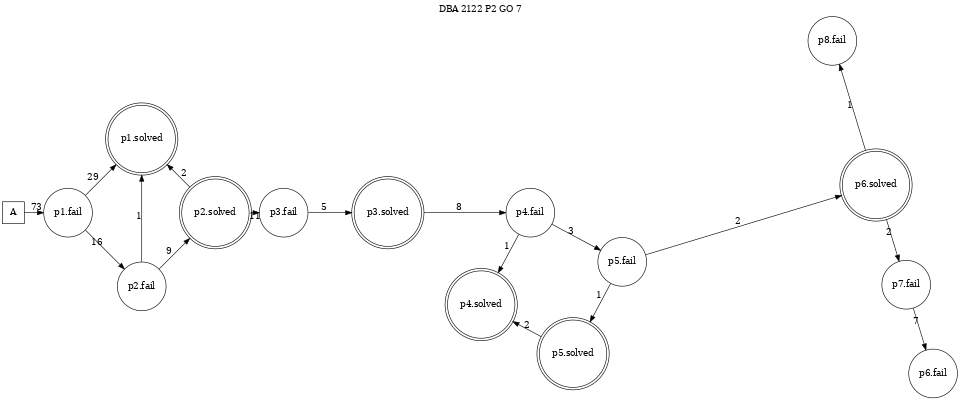 DBA 2122 P2 GO 7
p8.fail
1
p1.solved
29
2
p6.solved
A
73
p1.fail
1
p2.solved
11
p3.fail
5
p3.solved
8
p4.fail
2
3
2
16
9
1
p5.fail
p2.fail
1
p7.fail
p4.solved
2
7
p5.solved
p6.fail